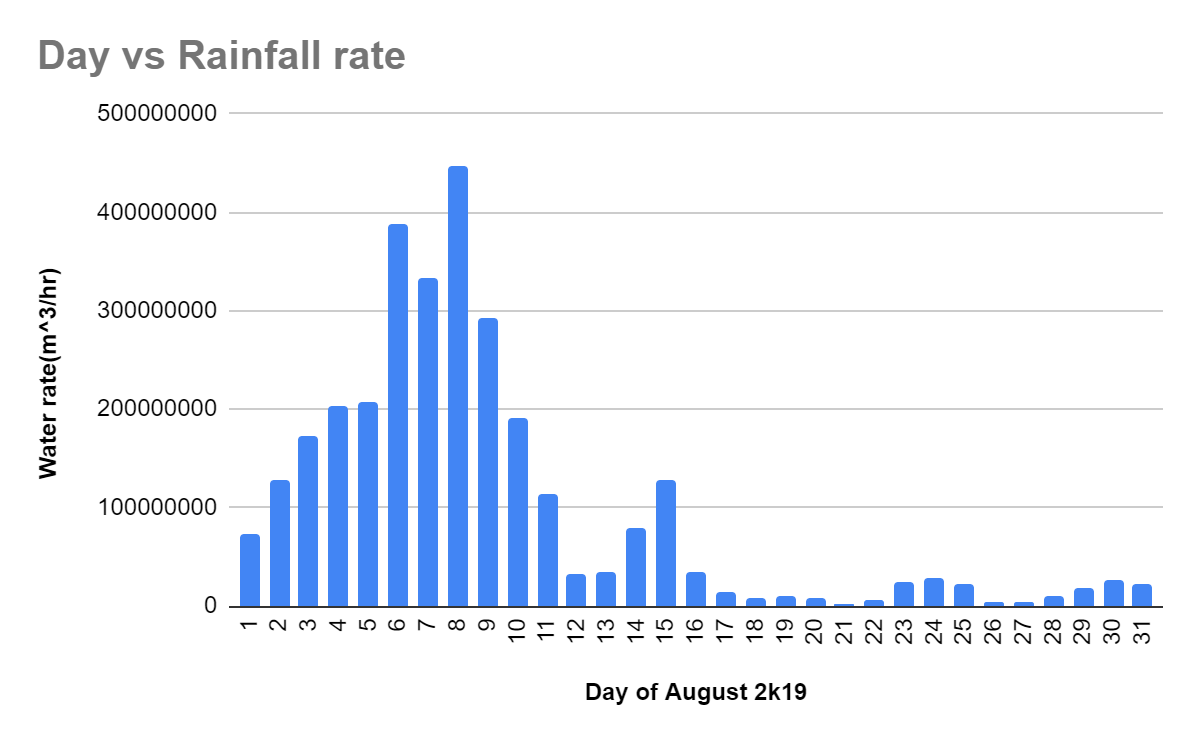 Day vs Rainfall rate
500000000
400000000
300000000
200000000
100000000
0
Water rate(m^3/hr)
1 2 3 4 5 6 7 8 9 10 11 12 13 14 15 16 17 18 19 20 21 22 23 24 25 26 27 28 29 30 31
Day of August 2k19